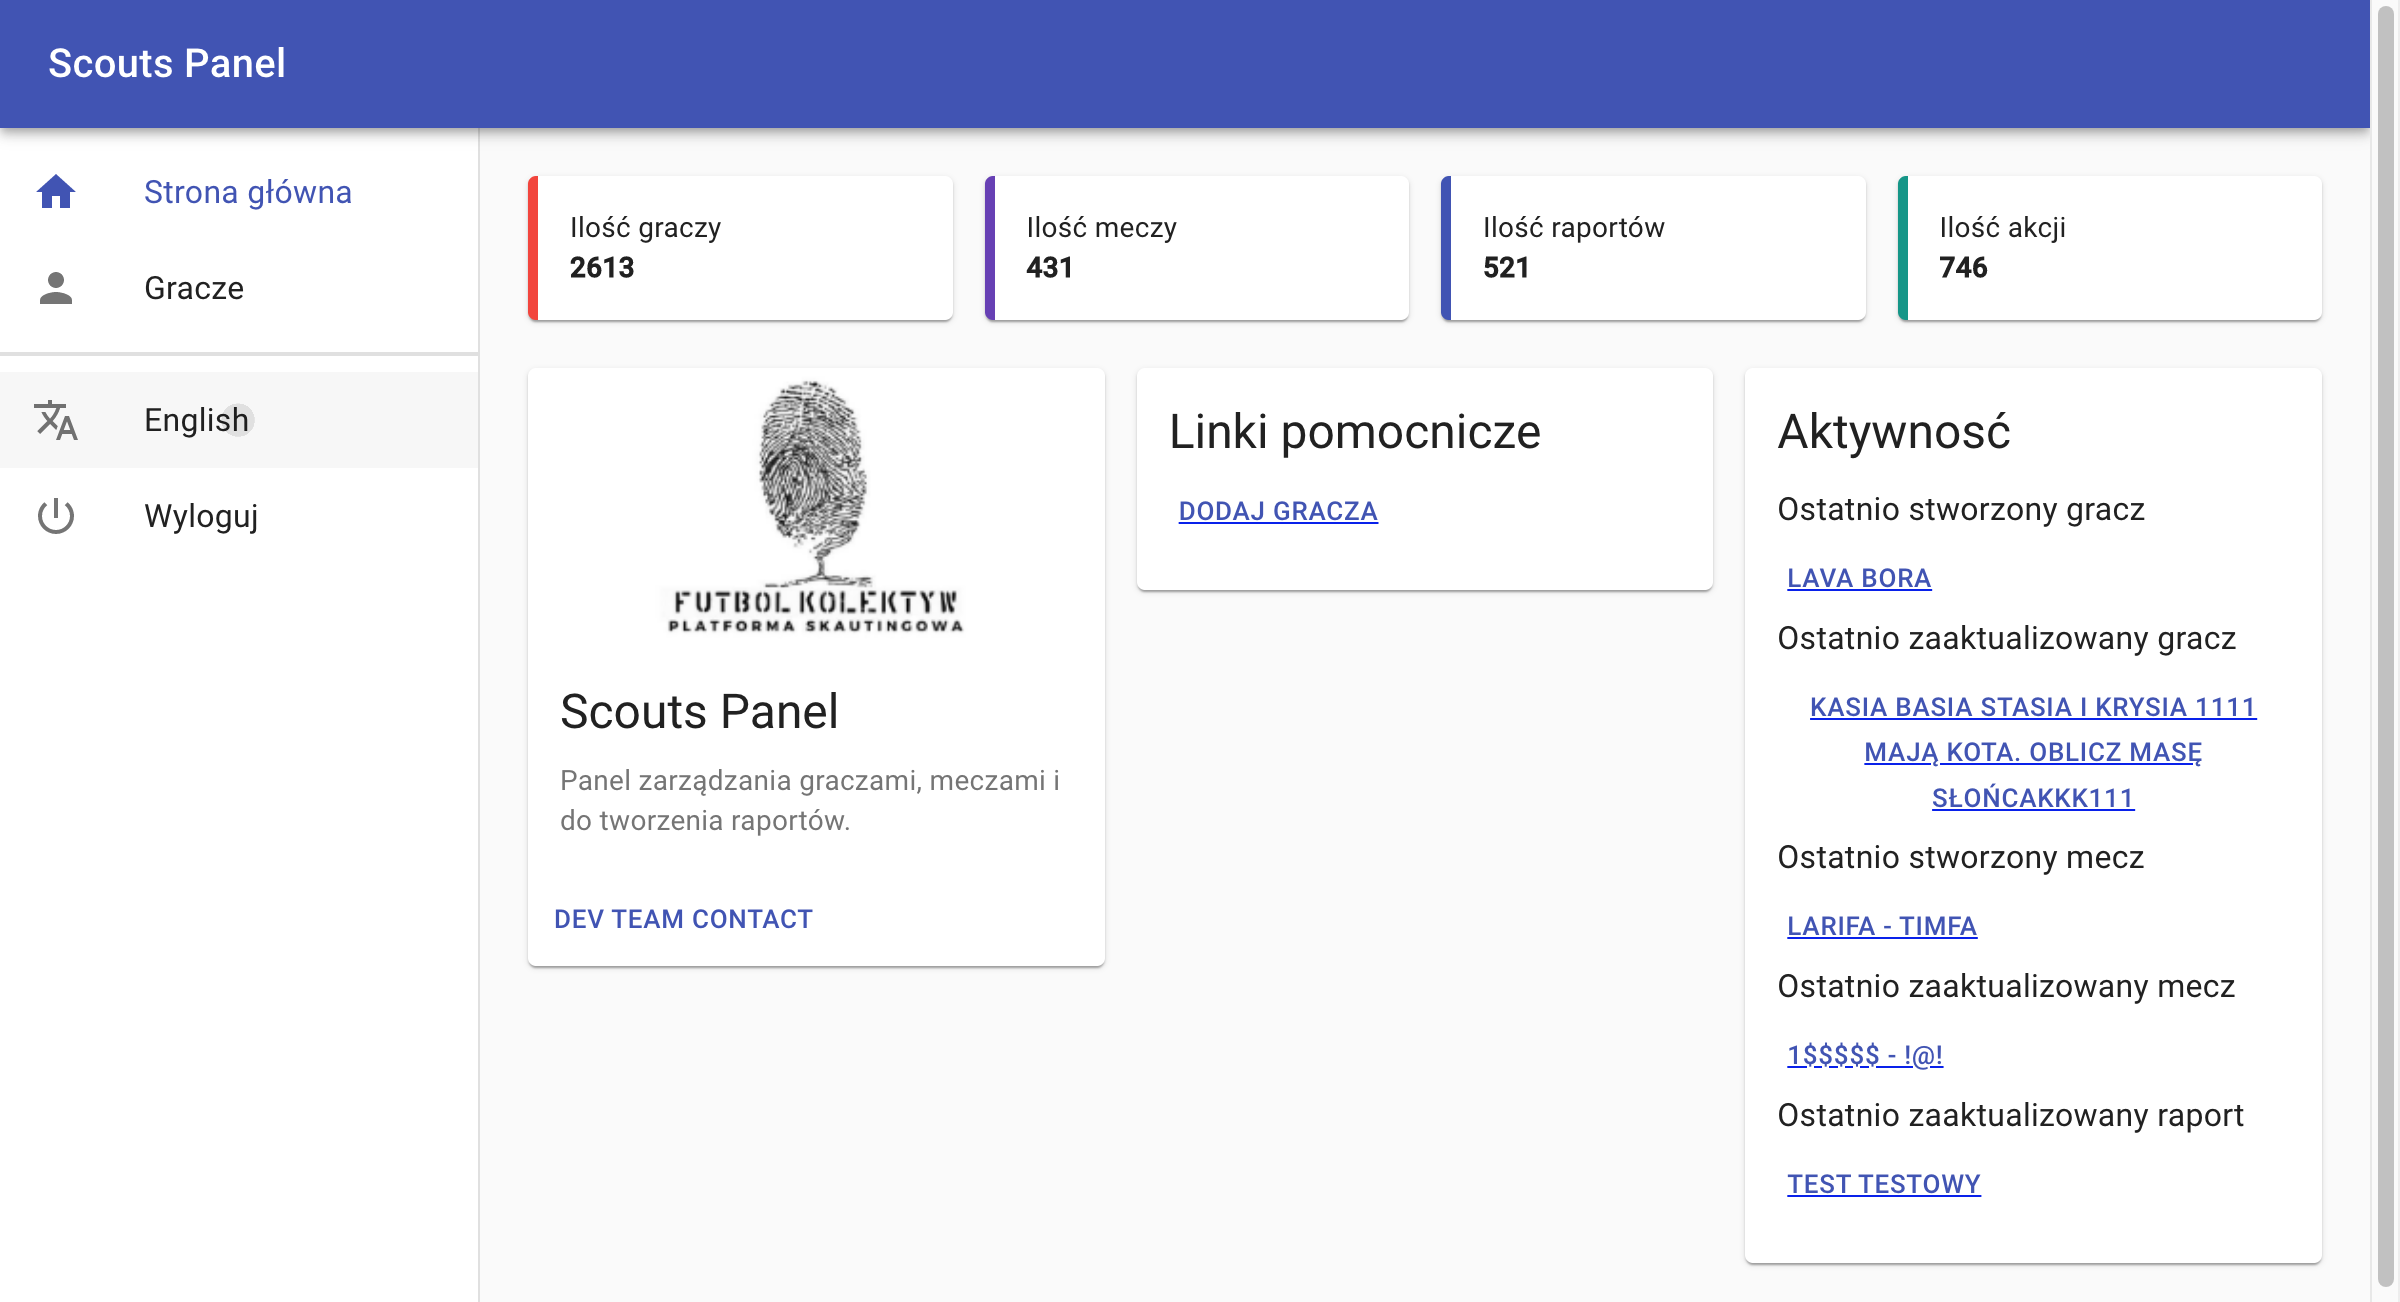 Scouts Panel
Strona główna
Gracze
English
Wyloguj
Ilość graczy
2613
Ilość meczy
431
Ilość raportów
521
Ilość akcji
746
FUTBOL KOLEKTYW
PLATFORMA SKAUTINGOWA
Scouts Panel
Panel zarządzania graczami, meczami i
do tworzenia raportów.
DEV TEAM CONTACT
Linki pomocnicze
DODAJ GRACZA
Aktywnosć
Ostatnio stworzony gracz
LAVA BORA
Ostatnio zaaktualizowany gracz
KASIA BASIA STASIA I KRYSIA 1111
MAJĄ KOTA. OBLICZ MASĘ
SŁOŃCAKKK111
Ostatnio stworzony mecz
LARIFA - TIMFA
Ostatnio zaaktualizowany mecz
1$$$$$ - !@!
Ostatnio zaaktualizowany raport
TEST TESTOWY